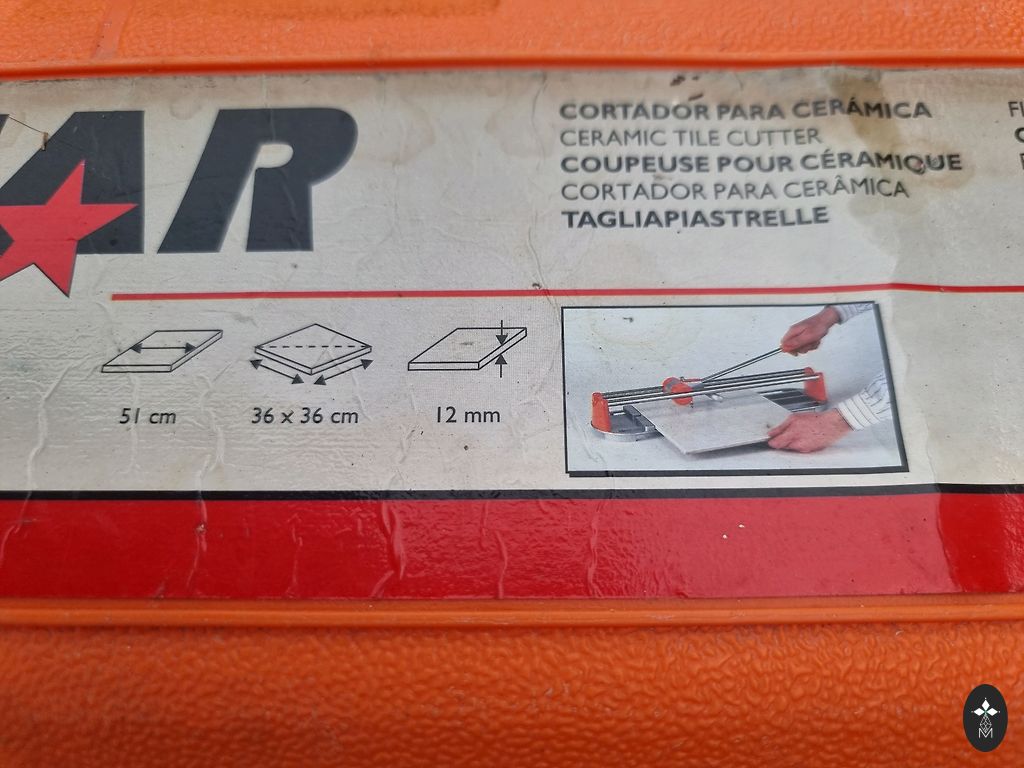 AR
CORTADOR PARA CERÁMICA
CERAMIC TILE CUTTER
COUPEUSE POUR CÉRAMIQUE
CORTADOR PARA CERÂMICA
TAGLIAPIASTRELLE
51 cm
36 x 36 cm
12 mm
M